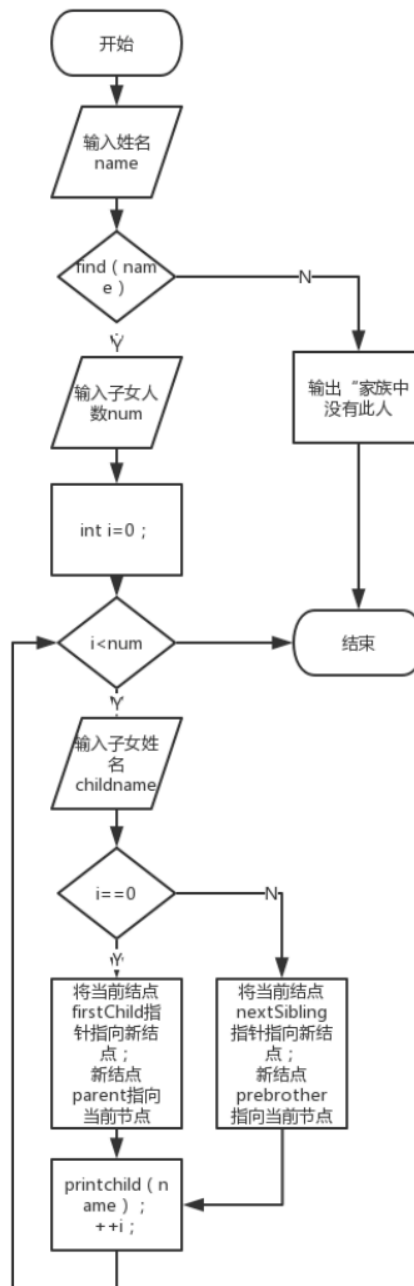 开始
输入姓名
name
find（nam
e）
N
Y
输入子女人
数num
输出“家族中
没有此人
int i=0；
i<num
结束
Y
输入子女姓
名
childname
i==0
N
Y
将当前结点
firstChild指
针指向新结
点；
新结点
parent指向
当前节点
将当前结点
nextSibling
指针指向新结
点；
新结点
prebrother
指向当前节点
printchild（n
ame）；
++i；